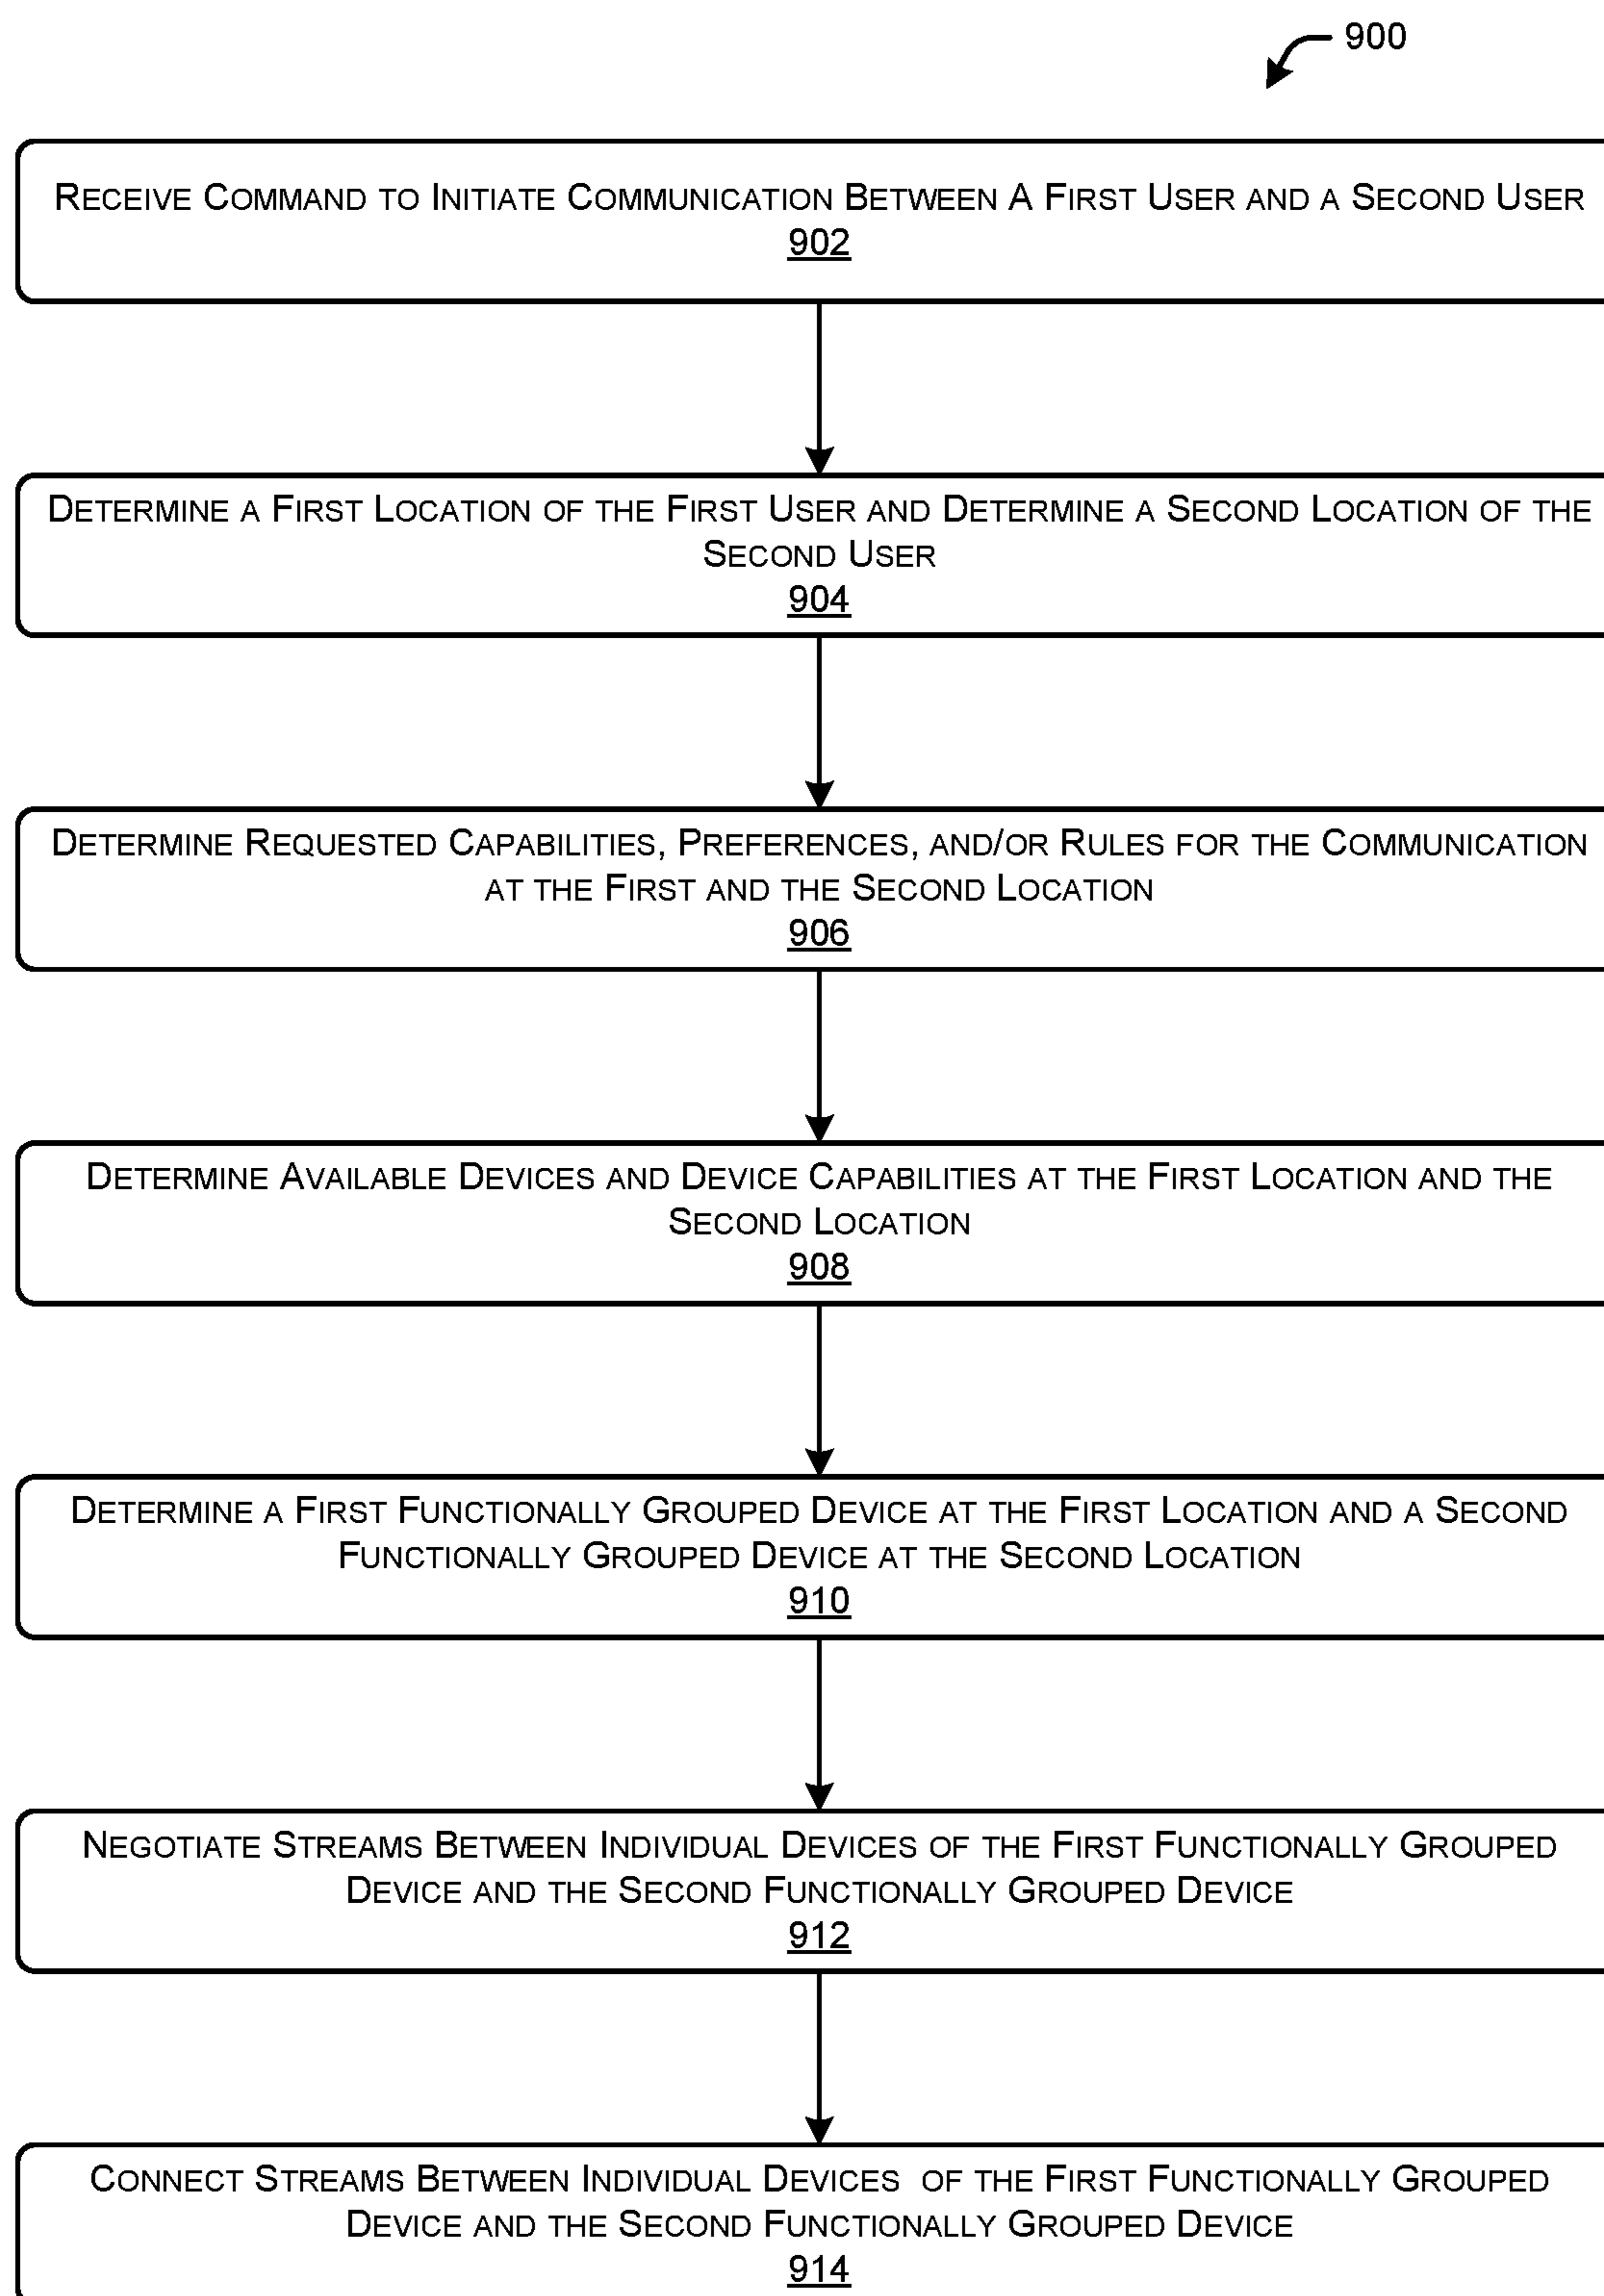 900
RECEIVE COMMAND TO INITIATE COMMUNICATION BETWEEN A FIRST USER AND A SECOND USER
902
DETERMINE A FIRST LOCATION OF THE FIRST USER AND DETERMINE A SECOND LOCATION OF THE
SECOND USER
904
DETERMINE REQUESTED CAPABILITIES, PREFERENCES, AND/OR RULES FOR THE COMMUNICATION
AT THE FIRST AND THE SECOND LOCATION
906
DETERMINE AVAILABLE DEVICES AND DEVICE CAPABILITIES AT THE FIRST LOCATION AND THE
SECOND LOCATION
908
DETERMINE A FIRST FUNCTIONALLY GROUPED DEVICE AT THE FIRST LOCATION AND A SECOND
FUNCTIONALLY GROUPED DEVICE AT THE SECOND LOCATION
910
NEGOTIATE STREAMS BETWEEN INDIVIDUAL DEVICES OF THE FIRST FUNCTIONALLY GROUPED
DEVICE AND THE SECOND FUNCTIONALLY GROUPED DEVICE
912
CONNECT STREAMS BETWEEN INDIVIDUAL DEVICES OF THE FIRST FUNCTIONALLY GROUPED
DEVICE AND THE SECOND FUNCTIONALLY GROUPED DEVICE
914